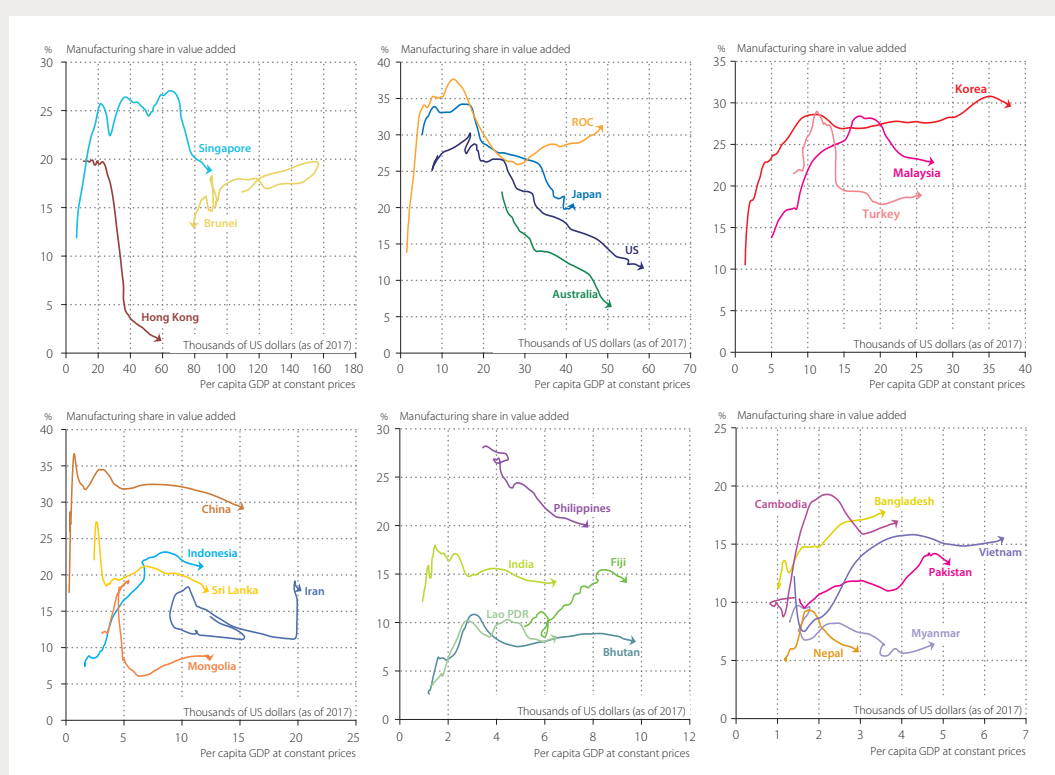 % Manufacturing share in value added
30
25
20
15
10
5
0
Singapore
Brunei
Hong Kong
Thousands of US dollars (as of 2017)
0 20 40 60 80 100 120 140 160 180
Per capita GDP at constant prices
% Manufacturing share in value added
40
35
30
25
20
15
10
5
0
ROC
Japan
US
Australia
Thousands of US dollars (as of 2017)
0 10 20 30 40 50 60 70
Per capita GDP at constant prices
% Manufacturing share in value added
35
30
25
20
15
10
5
0
Korea
Malaysia
Turkey
Thousands of US dollars (as of 2017)
0 5 10 15 20 25 30 35 40
Per capita GDP at constant prices
% Manufacturing share in value added
40
35
30
25
20
15
10
5
0
China
Indonesia
Sri Lanka
Iran
Mongolia
Thousands of US dollars (as of 2017)
0 5 10 15 20 25
Per capita GDP at constant prices
% Manufacturing share in value added
30
25
20
15
10
5
0
Philippines
India
Fiji
Lao PDR
Bhutan
Thousands of US dollars (as of 2017)
0 2 4 6 8 10 12
Per capita GDP at constant prices
% Manufacturing share in value added
25
20
15
10
5
0
Cambodia
Bangladesh
Vietnam
Pakistan
Myanmar
Nepal
Thousands of US dollars (as of 2017)
0 1 2 3 4 5 6 7
Per capita GDP at constant prices